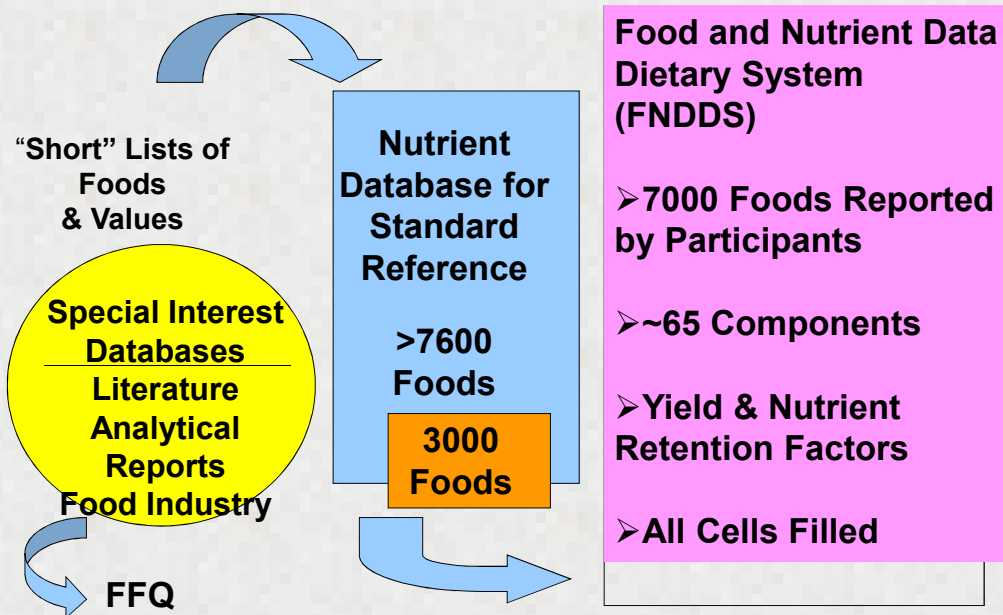 “Short” Lists of
Foods
& Values
Special Interest
Databases
Literature
Analytical
Reports
Food Industry
FFQ
Nutrient
Database for
Standard
Reference
>7600
Foods
3000
Foods
Food and Nutrient Data
Dietary System
(FNDDS)
➢7000 Foods Reported
by Participants
➢~65 Components
➢Yield & Nutrient
Retention Factors
➢All Cells Filled